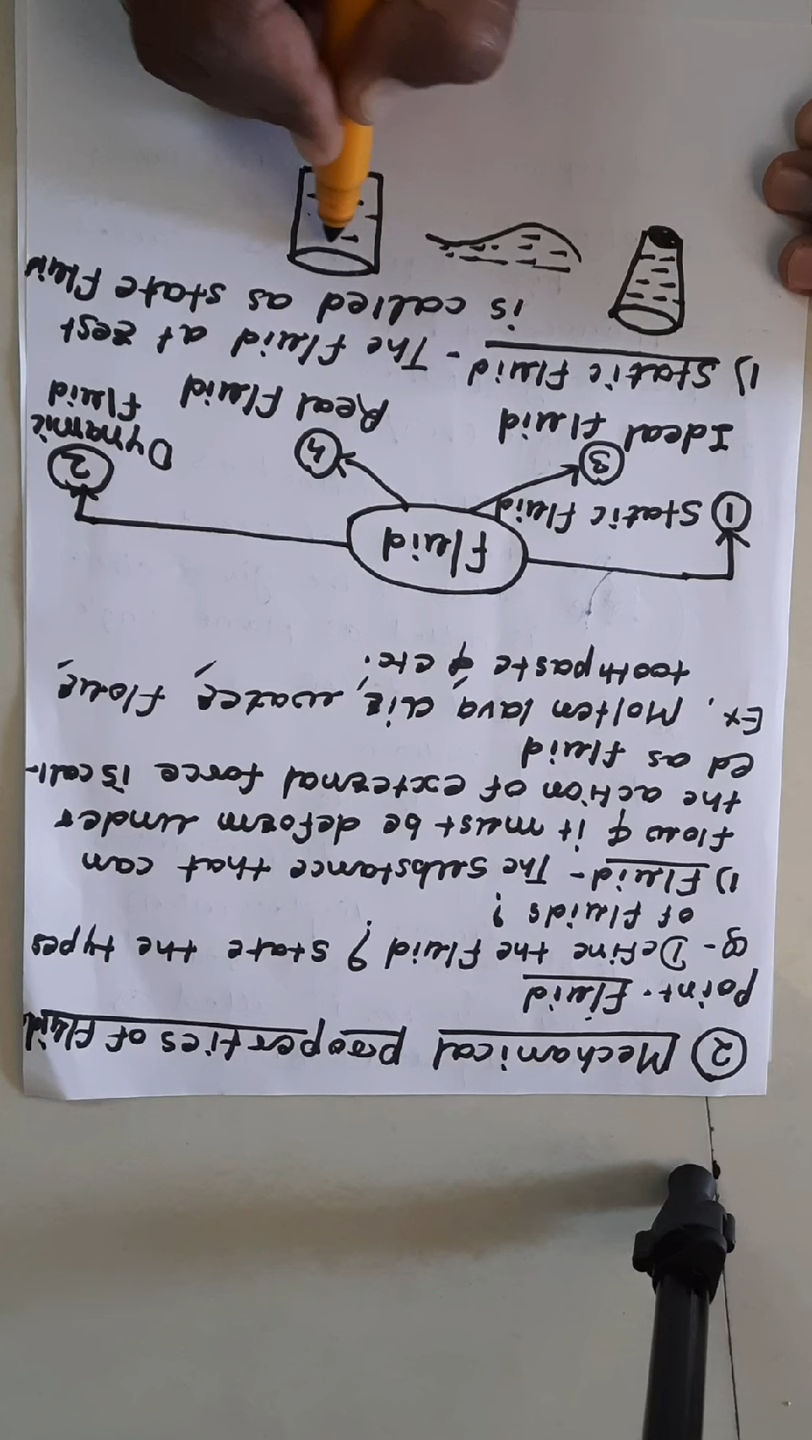 ② Mechanical properties of Fluid
Point. Fluid
Q- Define the Fluid? State the types
of Fluids?
1) Fluid - The Substance that can
flow & it must be deform under
the action of external force is call-
ed as fluid
Ex. Molten lava, air, water, flour,
toothpaste & etc.
Fluid
① Static Fluid
② Dynamic
Fluid
③ Ideal fluid
④ Real Fluid
1) Static Fluid - The Fluid at rest
is called as state Fluid